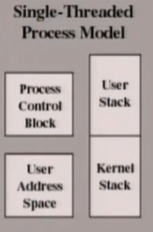 Single-Threaded
Process Model
Process
Control
Block
User
Stack
User
Address
Space
Kernel
Stack